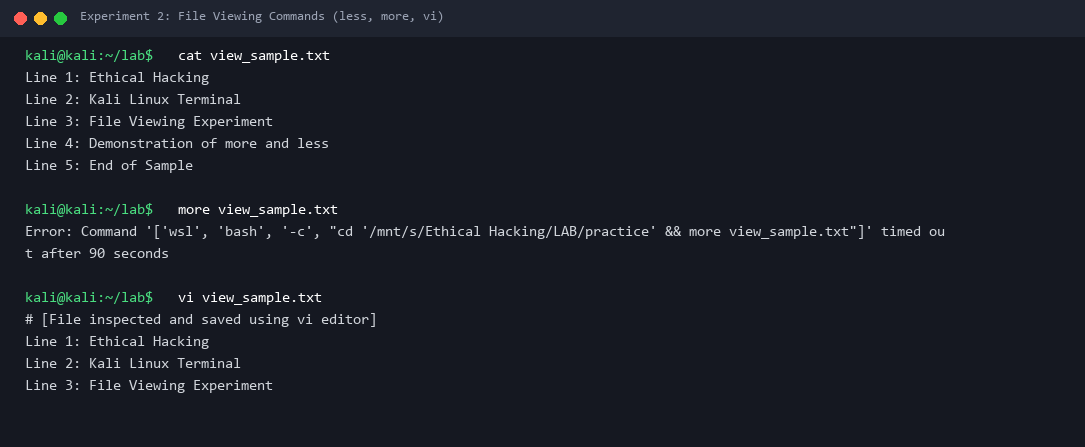 Experiment 2: File Viewing Commands (less, more, vi)
kali@kali:~/lab$ cat view_sample.txt
Line 1: Ethical Hacking
Line 2: Kali Linux Terminal
Line 3: File Viewing Experiment
Line 4: Demonstration of more and less
Line 5: End of Sample
kali@kali:~/lab$ more view_sample.txt
Error: Command '['wsl', 'bash', '-c', "cd '/mnt/s/Ethical Hacking/LAB/practice' && more view_sample.txt"]' timed ou
t after 90 seconds
kali@kali:~/lab$ vi view_sample.txt
# [File inspected and saved using vi editor]
Line 1: Ethical Hacking
Line 2: Kali Linux Terminal
Line 3: File Viewing Experiment